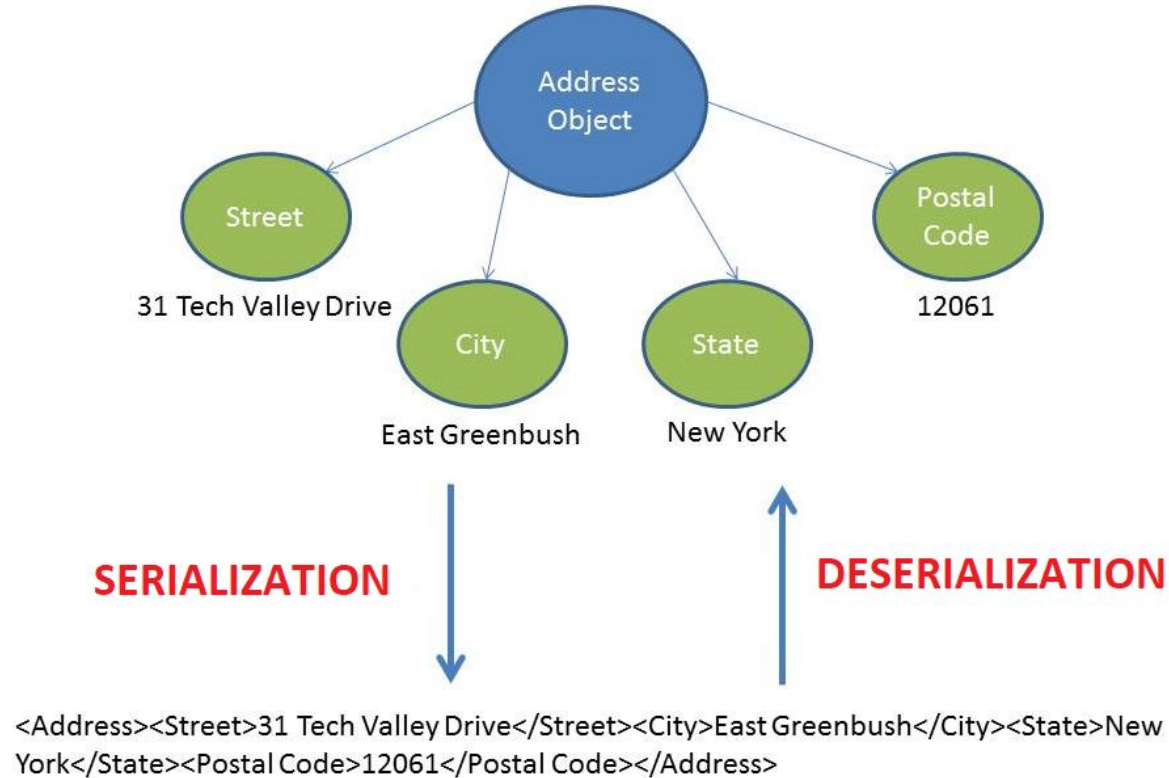 Address
Object
Street
Postal
Code
31 Tech Valley Drive
12061
City
State
East Greenbush
New York
SERIALIZATION
DESERIALIZATION
<Address><Street>31 Tech Valley Drive</Street><City>East Greenbush</City><State>New
York</State><Postal Code>12061</Postal Code></Address>